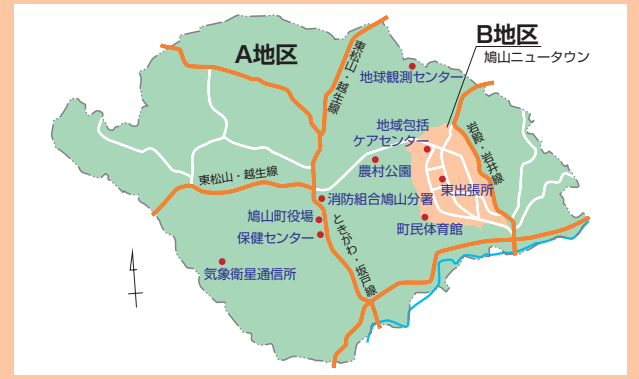 A地区
東松山・越生線
地球観測センター
B地区
鳩山ニュータウン
地域包括
ケアセンター
岩殿・岩井線
農村公園
東松山・越生線
東出張所
消防組合鳩山分署
鳩山町役場
町民体育館
保健センター
ときがわ・坂戸線
気象衛星通信所